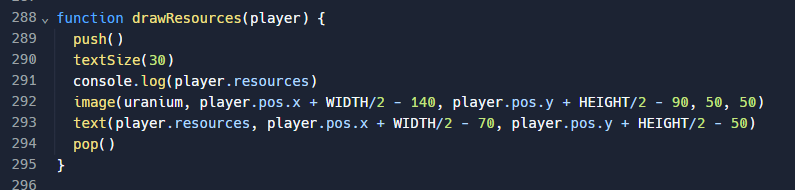 288 function drawResources(player) {
289 push()
290 textSize(30)
291 console.log(player.resources)
292 image(uranium, player.pos.x + WIDTH/2 - 140, player.pos.y + HEIGHT/2 - 90, 50, 50)
293 text(player.resources, player.pos.x + WIDTH/2 - 70, player.pos.y + HEIGHT/2 - 50)
294 pop()
295 }
296